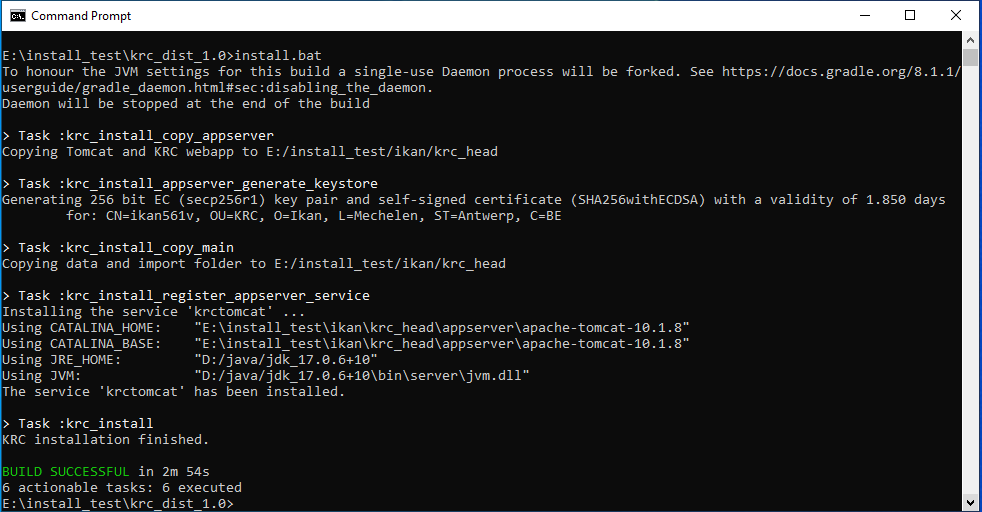 Command Prompt
E:\install_test\krc_dist_1.0>install.bat
To honour the JVM settings for this build a single-use Daemon process will be forked. See https://docs.gradle.org/8.1.1/
userguide/gradle_daemon.html#sec:disabling_the_daemon.
Daemon will be stopped at the end of the build
> Task :krc_install_copy_appserver
Copying Tomcat and KRC webapp to E:/install_test/ikan/krc_head
> Task :krc_install_appserver_generate_keystore
Generating 256 bit EC (secp256r1) key pair and self-signed certificate (SHA256withECDSA) with a validity of 1.850 days
        for: CN=ikan561v, OU=KRC, O=Ikan, L=Mechelen, ST=Antwerp, C=BE
> Task :krc_install_copy_main
Copying data and import folder to E:/install_test/ikan/krc_head
> Task :krc_install_register_appserver_service
Installing the service 'krctomcat' ...
Using CATALINA_HOME:    "E:\install_test\ikan\krc_head\appserver\apache-tomcat-10.1.8"
Using CATALINA_BASE:    "E:\install_test\ikan\krc_head\appserver\apache-tomcat-10.1.8"
Using JRE_HOME:         "D:/java/jdk_17.0.6+10"
Using JVM:              "D:/java/jdk_17.0.6+10\bin\server\jvm.dll"
The service 'krctomcat' has been installed.
> Task :krc_install
KRC installation finished.
BUILD SUCCESSFUL in 2m 54s
6 actionable tasks: 6 executed
E:\install_test\krc_dist_1.0>